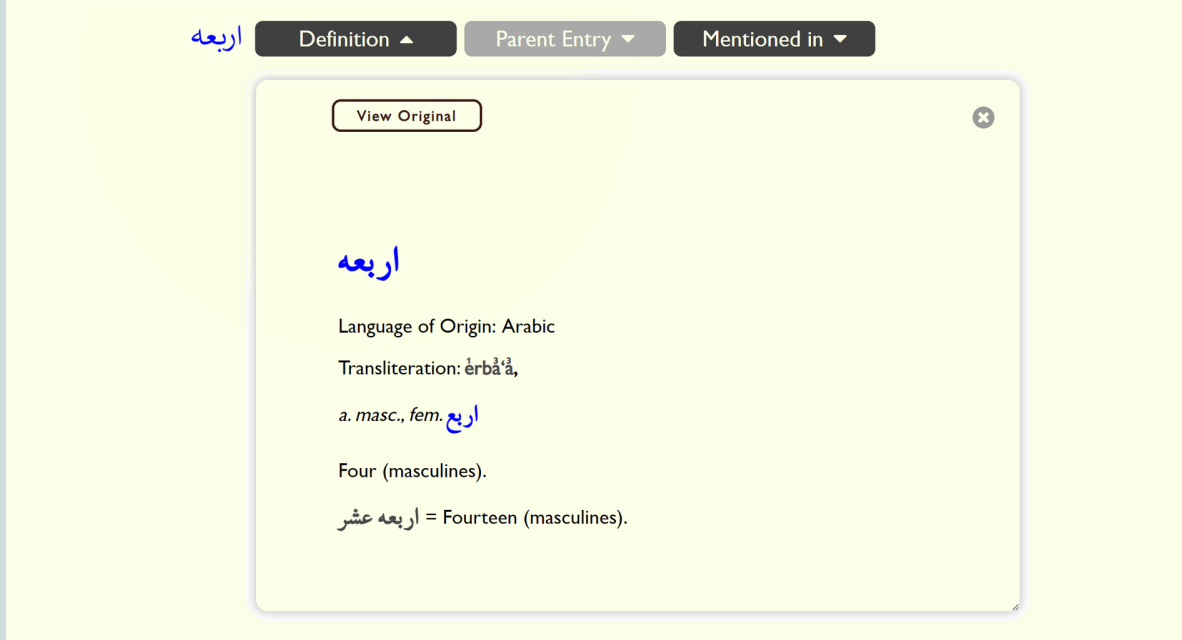 اربعه Definition ▲ Parent Entry ▼ Mentioned in ▼
View Original
اربعه
Language of Origin: Arabic
Transliteration: ė̀rbẳ‘ẳ,
a. masc., fem. اربع
Four (masculines).
اربعه عشر = Fourteen (masculines).